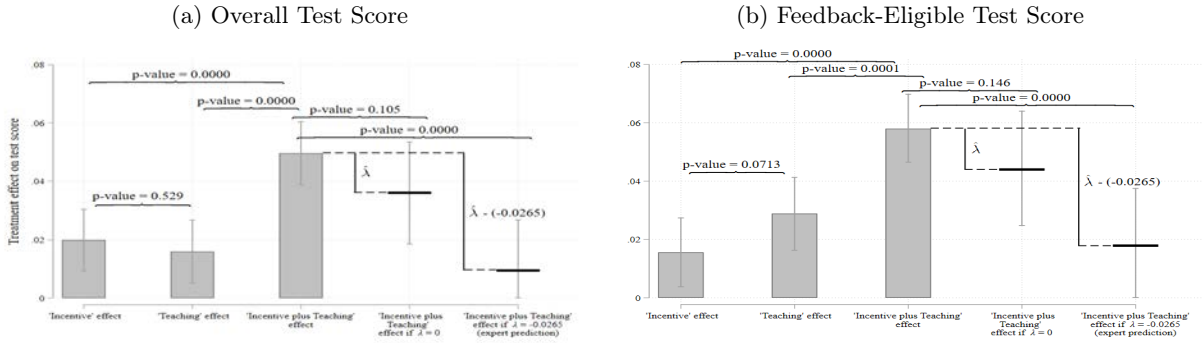 (a) Overall Test Score
Treatment effect on test score
.08
.06
.04
.02
0
p-value = 0.0000
p-value = 0.0000
p-value = 0.105
p-value = 0.0000
p-value = 0.529
λ̂
λ̂ - (-0.0265)
'Incentive' effect
'Teaching' effect
'Incentive plus Teaching'
effect
'Incentive plus
Teaching'
effect if λ = 0
'Incentive plus Teaching'
effect if λ = -0.0265
(expert prediction)
(b) Feedback-Eligible Test Score
.08
.06
.04
.02
0
p-value = 0.0000
p-value = 0.0001
p-value = 0.146
p-value = 0.0000
p-value = 0.0713
λ̂
λ̂ - (-0.0265)
'Incentive' effect
'Teaching' effect
'Incentive plus Teaching'
effect
'Incentive plus
Teaching'
effect if λ = 0
'Incentive plus Teaching'
effect if λ = -0.0265
(expert prediction)